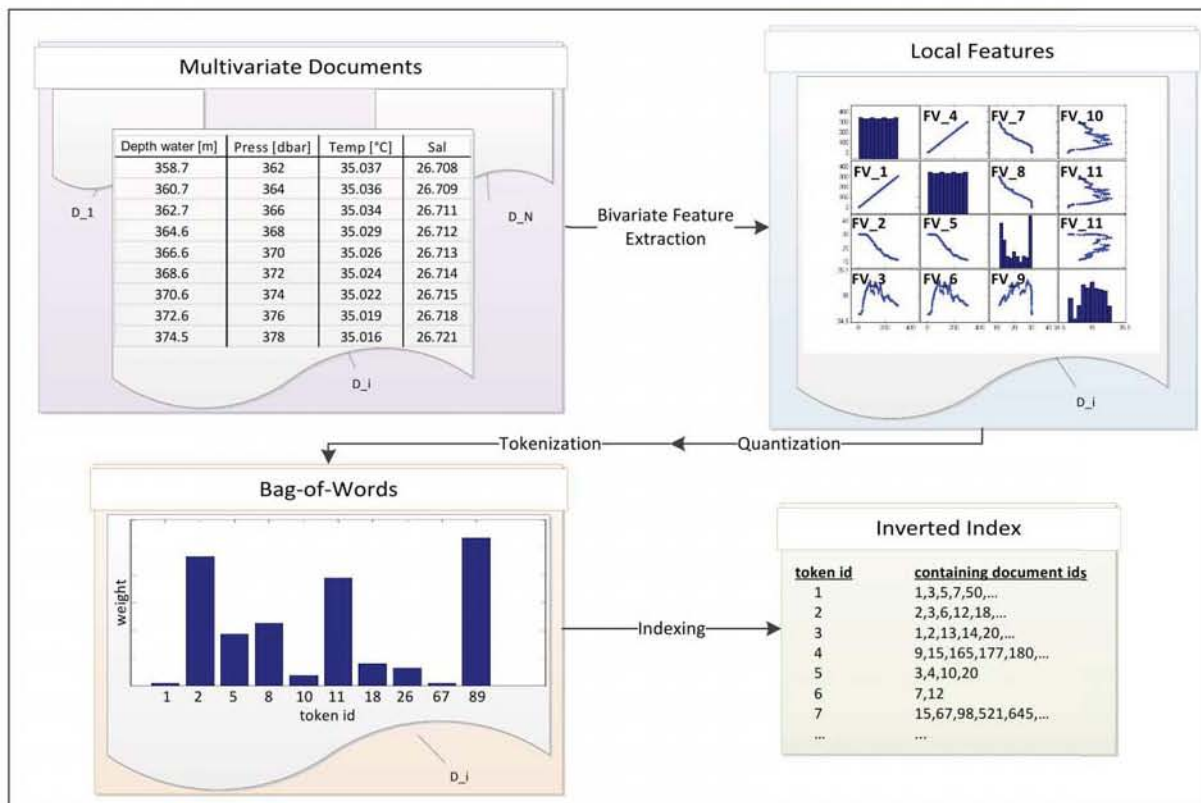 Multivariate Documents
Depth water [m] Press [dbar] Temp [°C] Sal
358.7 362 35.037 26.708
360.7 364 35.036 26.709
362.7 366 35.034 26.711
364.6 368 35.029 26.712
366.6 370 35.026 26.713
368.6 372 35.024 26.714
370.6 374 35.022 26.715
372.6 376 35.019 26.718
374.5 378 35.016 26.721
D_1
D_N
D_i
Bivariate Feature
Extraction
Local Features
FV_4 FV_7 FV_10
FV_1 FV_8 FV_11
FV_2 FV_5 FV_11
FV_3 FV_6 FV_9
D_i
Quantization
Tokenization
Bag-of-Words
weight
1 2 5 8 10 11 18 26 67 89
token id
D_i
Indexing
Inverted Index
token id containing document ids
1 1,3,5,7,50,...
2 2,3,6,12,18,...
3 1,2,13,14,20,...
4 9,15,165,177,180,...
5 3,4,10,20
6 7,12
7 15,67,98,521,645,...
... ...